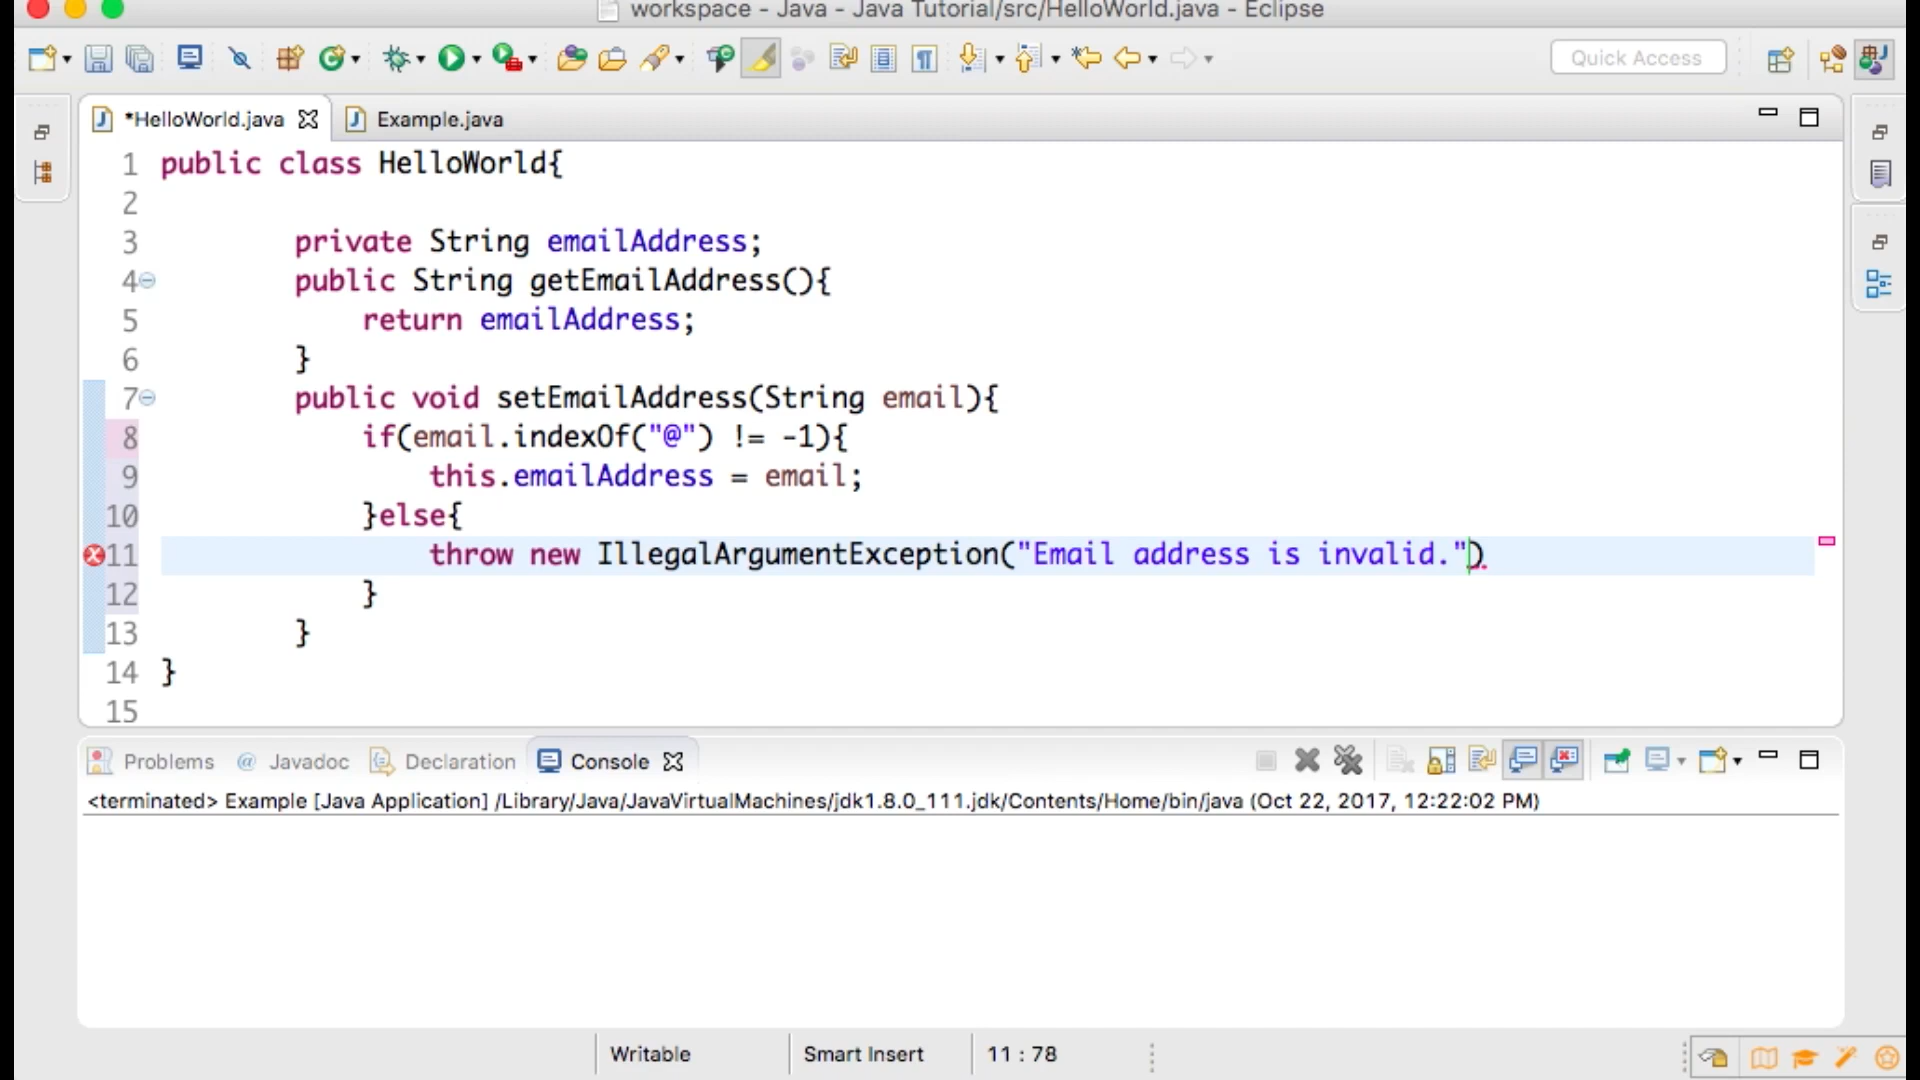 workspace - Java - Java Tutorial/src/HelloWorld.java - Eclipse
Quick Access
*HelloWorld.java
Example.java
1 public class HelloWorld{
2
3 private String emailAddress;
4 public String getEmailAddress(){
5 return emailAddress;
6 }
7 public void setEmailAddress(String email){
8 if(email.indexOf("@") != -1){
9 this.emailAddress = email;
10 }else{
11 throw new IllegalArgumentException("Email address is invalid.")
12 }
13 }
14 }
15
Problems @ Javadoc Declaration Console
<terminated> Example [Java Application] /Library/Java/JavaVirtualMachines/jdk1.8.0_111.jdk/Contents/Home/bin/java (Oct 22, 2017, 12:22:02 PM)
Writable Smart Insert 11 : 78